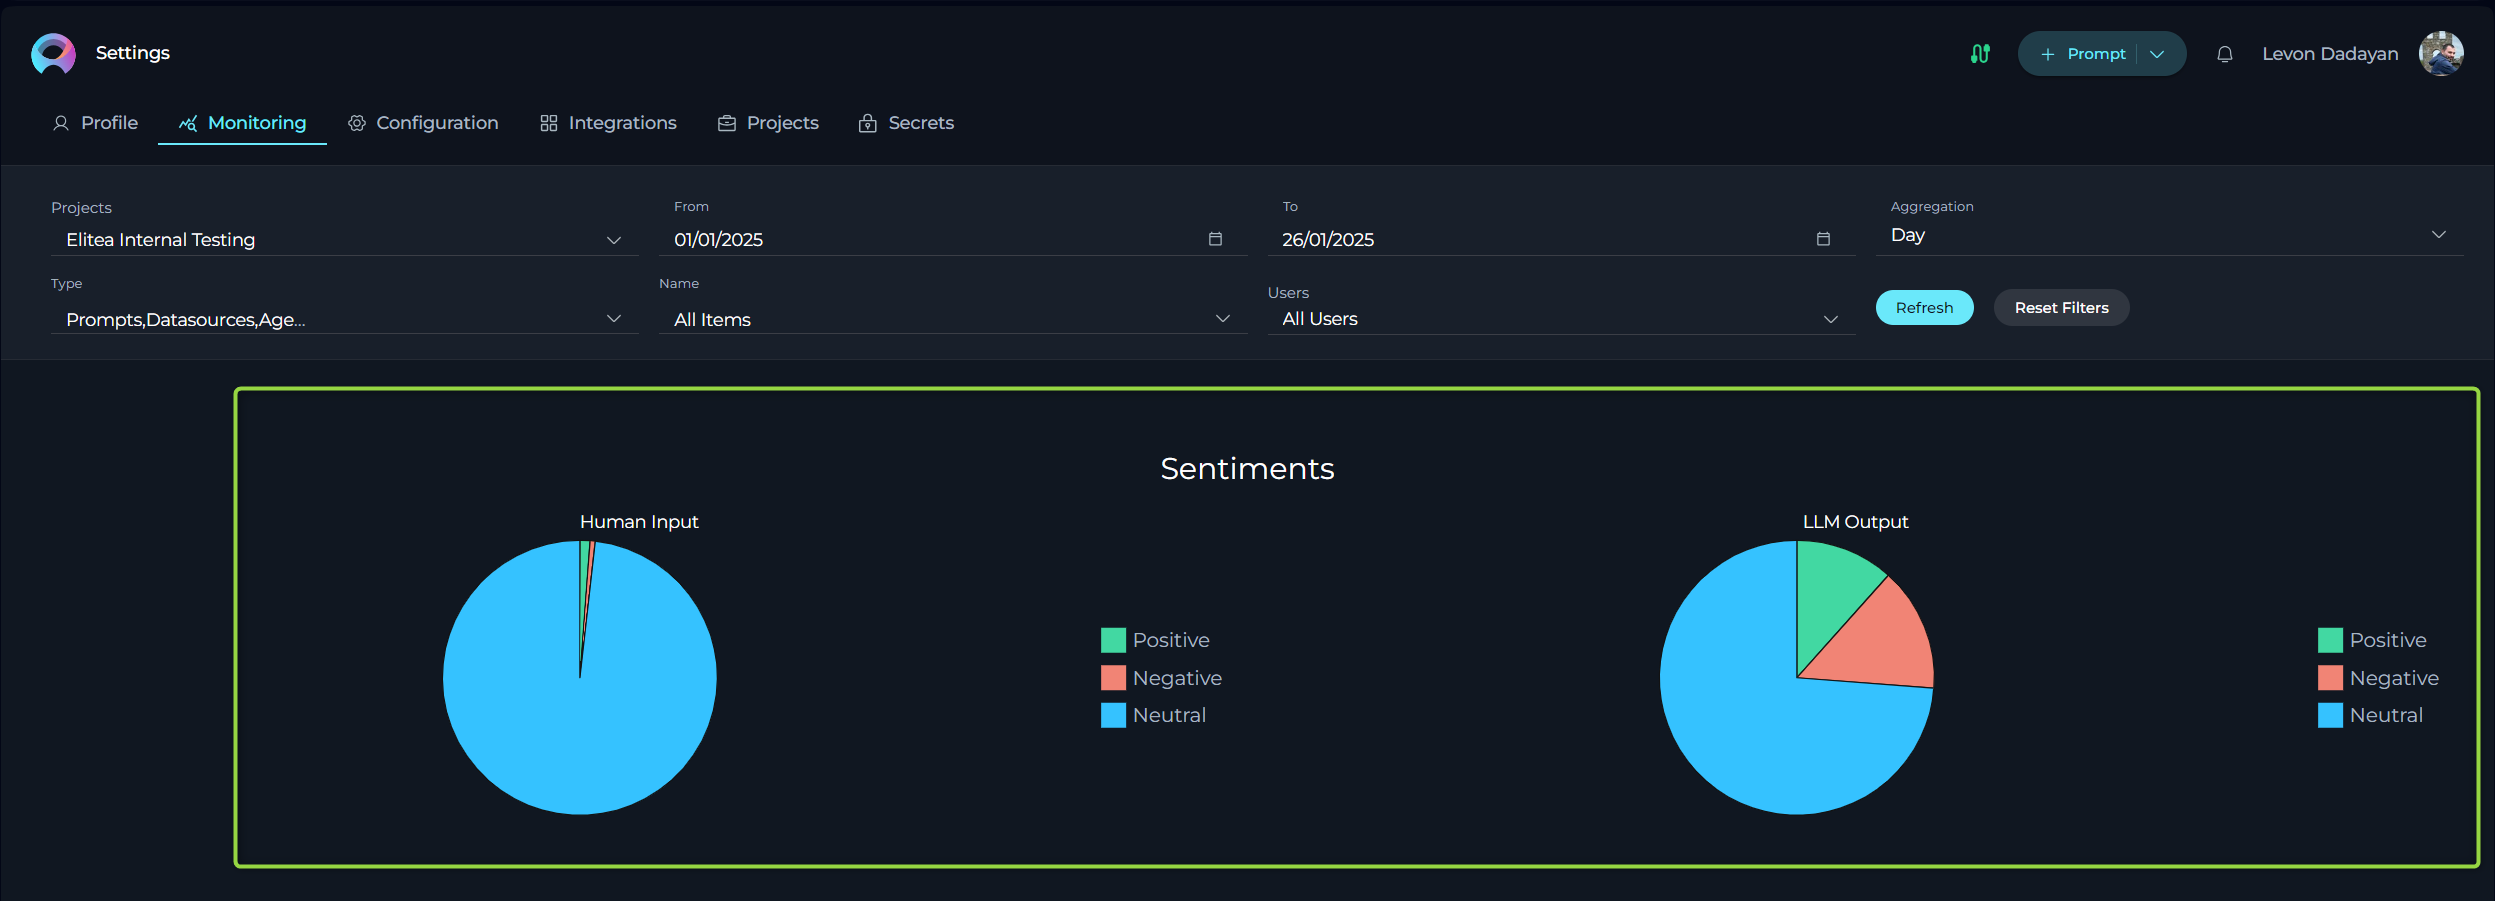 Settings
Prompt
Levon Dadayan
Profile
Monitoring
Configuration
Integrations
Projects
Secrets
Projects
From
To
Aggregation
Elitea Internal Testing
01/01/2025
26/01/2025
Day
Type
Name
Users
Prompts,Datasources,Age...
All Items
All Users
Refresh
Reset Filters
Sentiments
Human Input
LLM Output
Positive
Negative
Neutral
Positive
Negative
Neutral